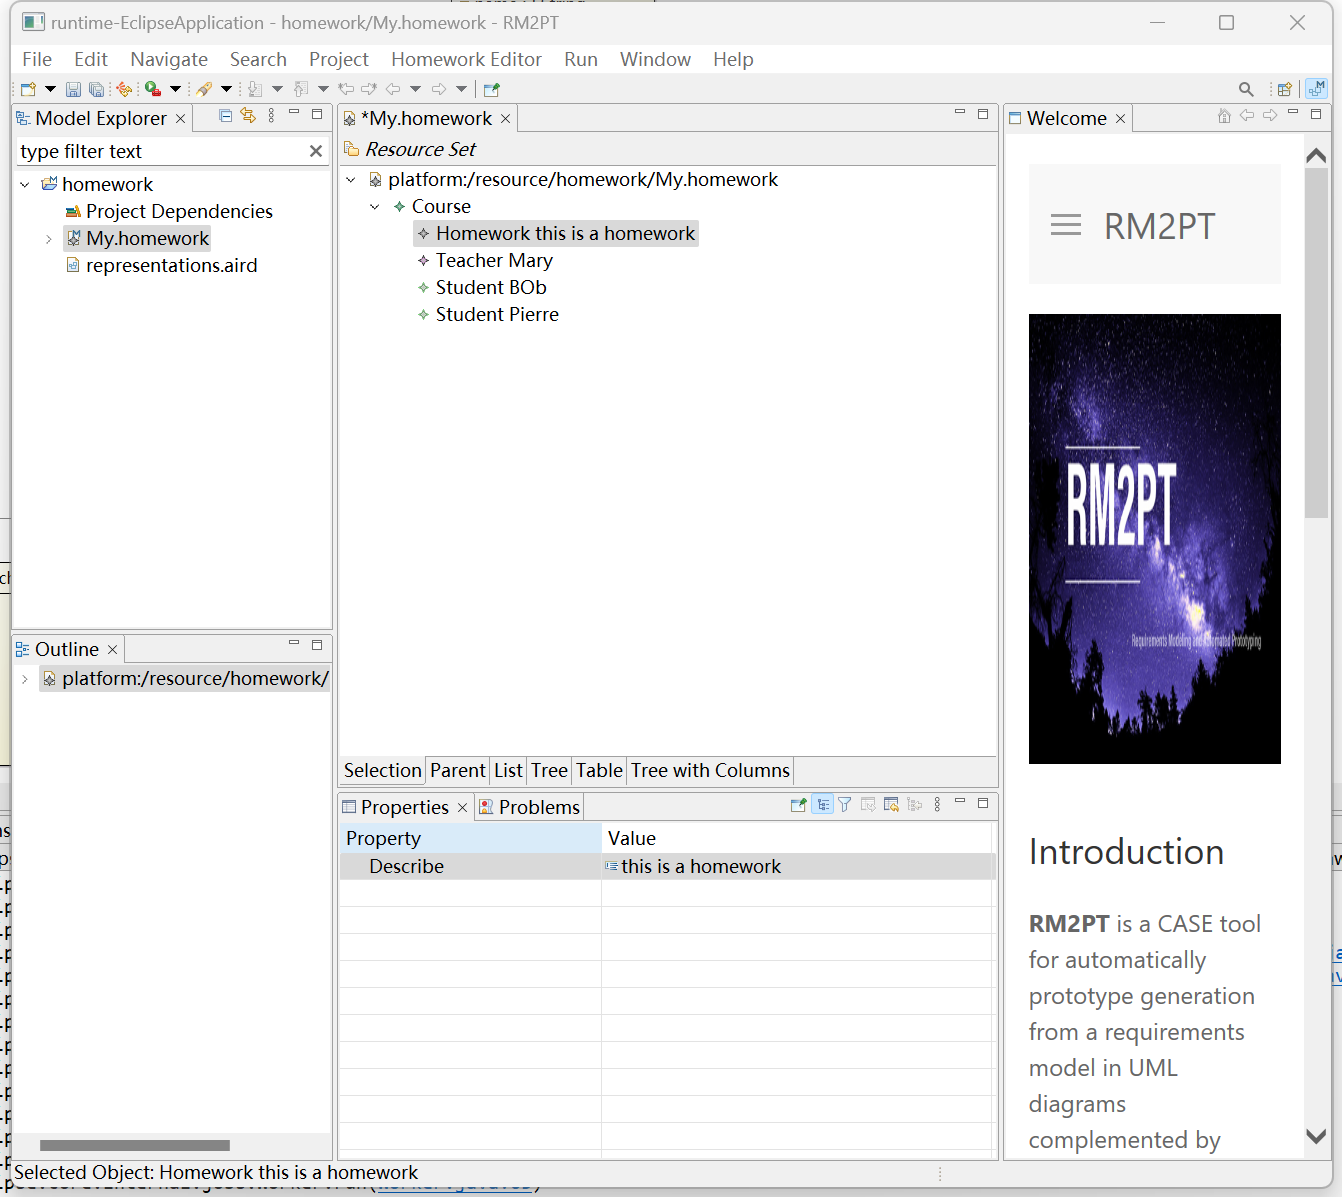 runtime-EclipseApplication - homework/My.homework - RM2PT
File Edit Navigate Search Project Homework Editor Run Window Help
Model Explorer
type filter text
homework
Project Dependencies
My.homework
representations.aird
Outline
platform:/resource/homework/
*My.homework
Resource Set
platform:/resource/homework/My.homework
Course
Homework this is a homework
Teacher Mary
Student BOb
Student Pierre
Selection Parent List Tree Table Tree with Columns
Properties Problems
Property Value
Describe this is a homework
Welcome
RM2PT
RM2PT
Requirements Modeling and Automated Prototyping
Introduction
RM2PT is a CASE tool
for automatically
prototype generation
from a requirements
model in UML
diagrams
complemented by
Selected Object: Homework this is a homework